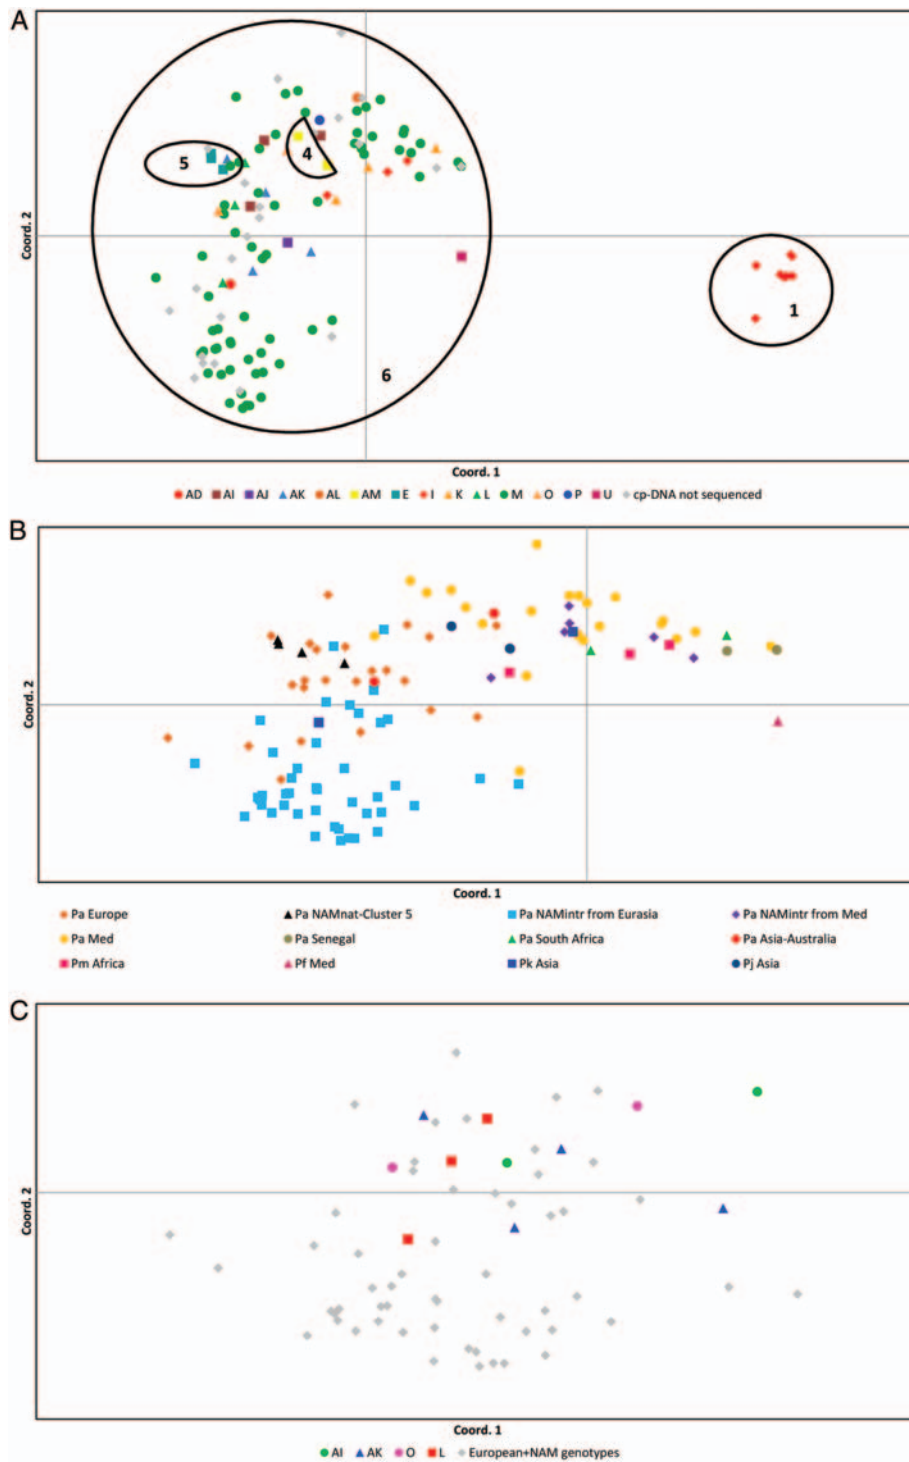 A
Coord. 2
5
4
1
6
Coord. 1
AD AI AJ AK AL AM E I K L M O P U cp-DNA not sequenced
B
Coord. 2
Coord. 1
Pa Europe Pa NAMnat-Cluster 5 Pa NAMintr from Eurasia Pa NAMintr from Med
Pa Med Pa Senegal Pa South Africa Pa Asia-Australia
Pm Africa Pf Med Pk Asia Pj Asia
C
Coord. 2
Coord. 1
AI AK O L European+NAM genotypes